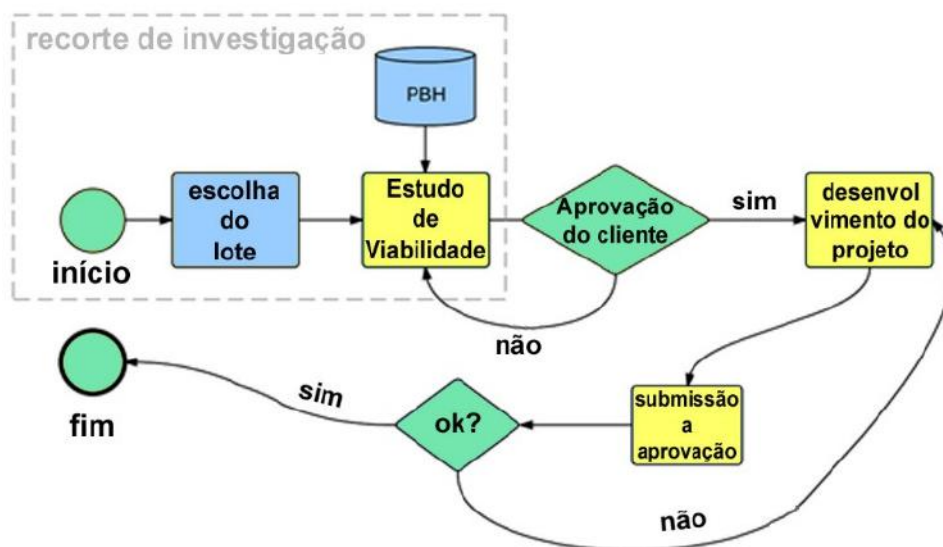 recorte de investigação
PBH
escolha
do
lote
Estudo
de
Viabilidade
Aprovação
do cliente
sim
desenvol
vimento do
projeto
início
não
fim
sim
ok?
submissão
a
aprovação
não